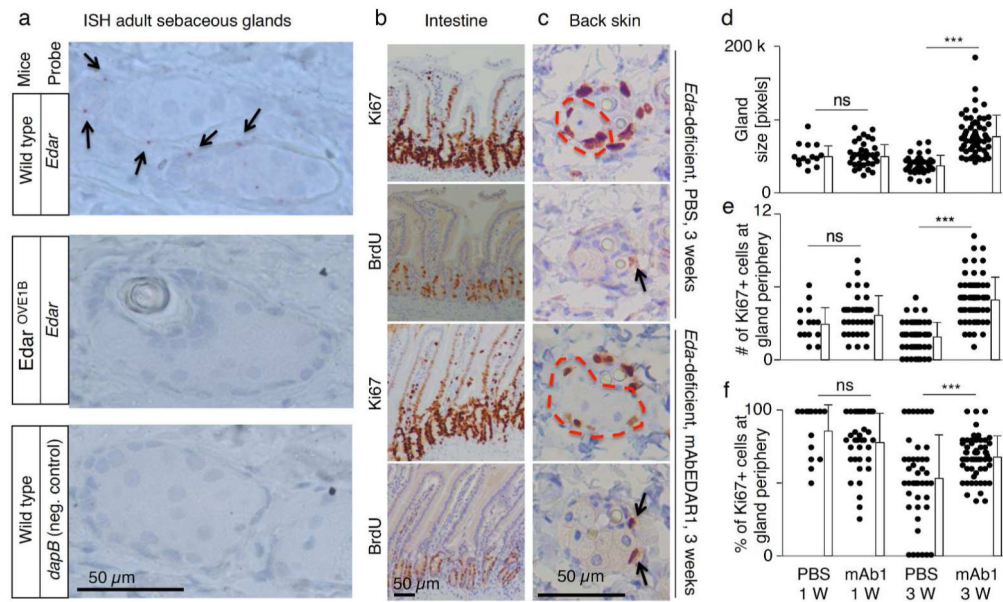 a
ISH adult sebaceous glands
Mice
Probe
Wild type
Edar
Edar OVE1B
Edar
Wild type
dapB (neg. control)
50 µm
b
Intestine
Ki67
BrdU
Ki67
BrdU
50 µm
c
Back skin
50 µm
Eda-deficient, PBS, 3 weeks
Eda-deficient, mAbEDAR1, 3 weeks
d
200 k
Gland
size [pixels]
0
ns
***
e
12
# of Ki67+ cells at
gland periphery
0
ns
***
f
100
% of Ki67+ cells at
gland periphery
0
ns
***
PBS
1 W
mAb1
1 W
PBS
3 W
mAb1
3 W